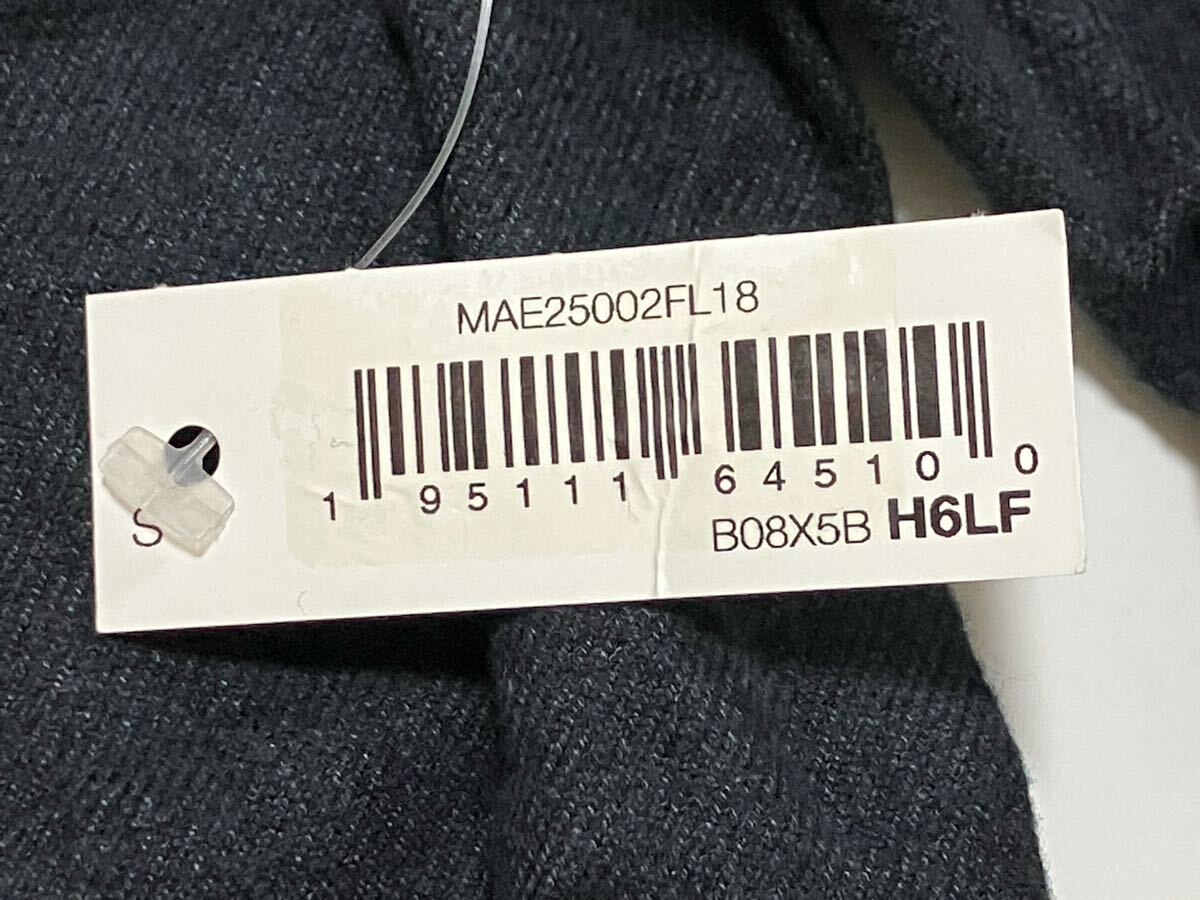 MAE25002FL18
1 95111 64510 0
S
B08X5B H6LF